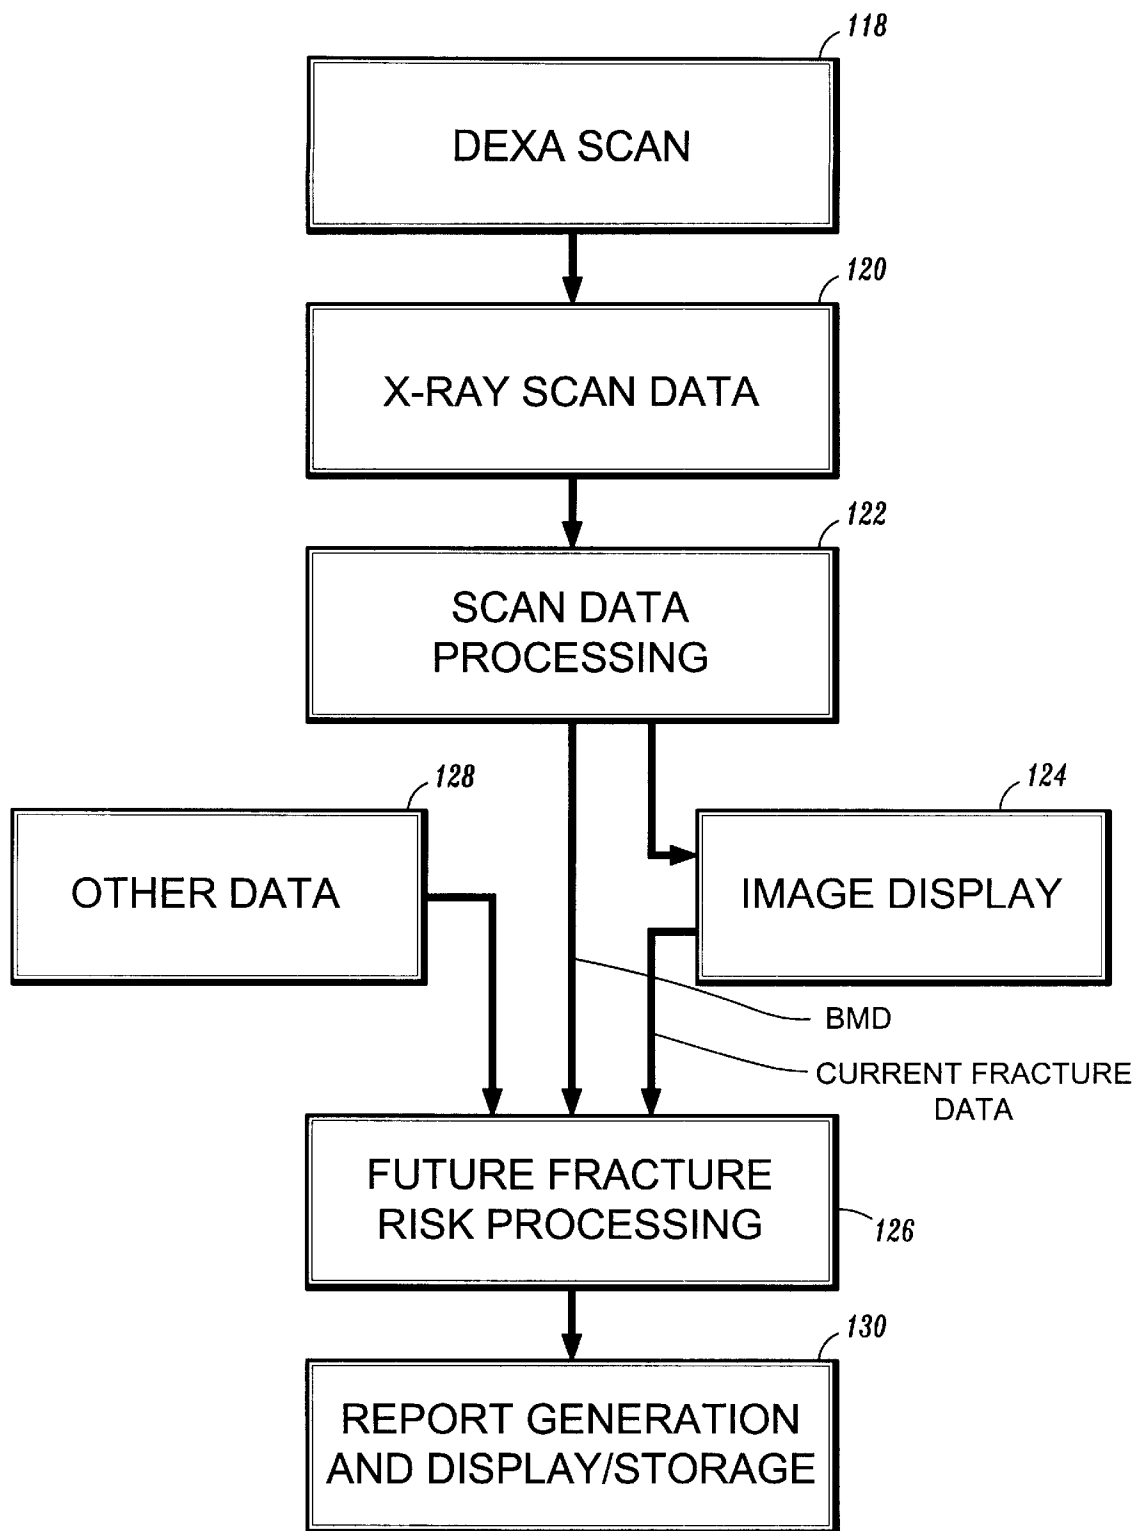 118
DEXA SCAN
120
X-RAY SCAN DATA
122
SCAN DATA
PROCESSING
128
OTHER DATA
124
IMAGE DISPLAY
BMD
CURRENT FRACTURE
DATA
FUTURE FRACTURE
RISK PROCESSING
126
130
REPORT GENERATION
AND DISPLAY/STORAGE